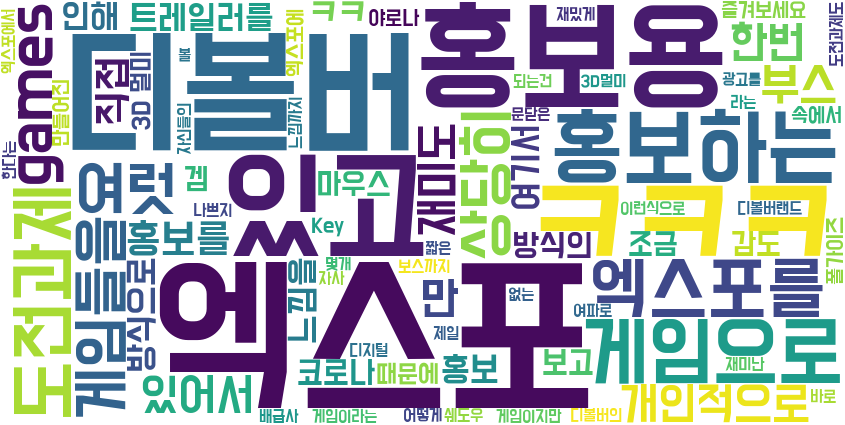 엑스포에서
한다는
games
도전과제
인해
만들어진
게임들을
방식으로
트레일러를
직접
3D 멀미
볼
자신들의
디볼버
엑스포에
느낌까지
ㅋㅋ
야로나
재밌게
즐겨보세요
도전과제도
홍보용
한번
되는건
3D멀미
광고를
부스
라는
문닫은
속에서
홍보하는
여럿
겜
나쁘지
홍보를
있고
마우스
재미도
상당히
여기서
ㅋㅋㅋ
이런식으로
디볼버랜드
Key
짧은
방식의
조금
감도
폴가이즈
느낌을
몇개
자사
보스까지
만
없는
엑스포
엑스포를
여파로
제일
게임으로
디지털
재미난
있어서
코로나
때문에
홍보
보고
개인적으로
바로
배급사
게임이라는
어떻게
쉐도우
게임이지만
디볼버의